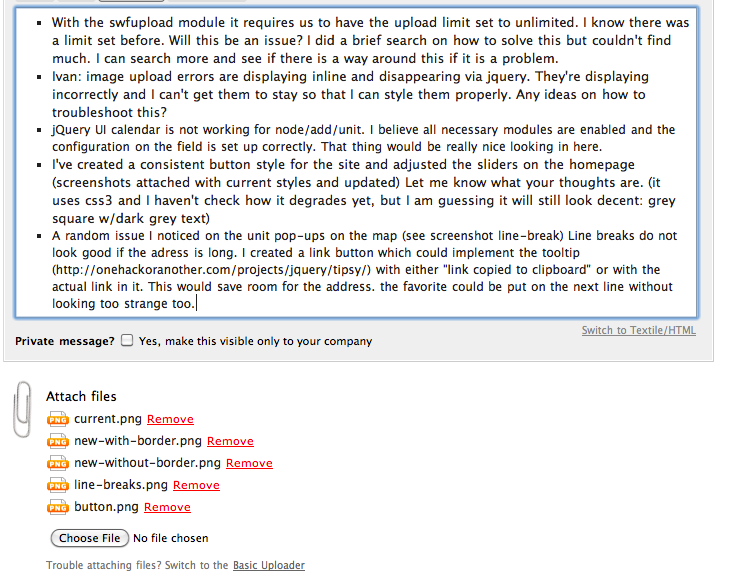 With the swfupload module it requires us to have the upload limit set to unlimited. I know there was
a limit set before. Will this be an issue? I did a brief search on how to solve this but couldn't find
much. I can search more and see if there is a way around this if it is a problem.
Ivan: image upload errors are displaying inline and disappearing via jquery. They're displaying
incorrectly and I can't get them to stay so that I can style them properly. Any ideas on how to
troubleshoot this?
jQuery UI calendar is not working for node/add/unit. I believe all necessary modules are enabled and the
configuration on the field is set up correctly. That thing would be really nice looking in here.
I've created a consistent button style for the site and adjusted the sliders on the homepage
(screenshots attached with current styles and updated) Let me know what your thoughts are. (it
uses css3 and I haven't check how it degrades yet, but I am guessing it will still look decent: grey
square w/dark grey text)
A random issue I noticed on the unit pop-ups on the map (see screenshot line-break) Line breaks do not
look good if the adress is long. I created a link button which could implement the tooltip
(http://onehackoranother.com/projects/jquery/tipsy/) with either "link copied to clipboard" or with the
actual link in it. This would save room for the address. the favorite could be put on the next line without
looking too strange too.
Switch to Textile/HTML
Private message? Yes, make this visible only to your company
Attach files
PNG current.png Remove
PNG new-with-border.png Remove
PNG new-without-border.png Remove
PNG line-breaks.png Remove
PNG button.png Remove
Choose File No file chosen
Trouble attaching files? Switch to the Basic Uploader